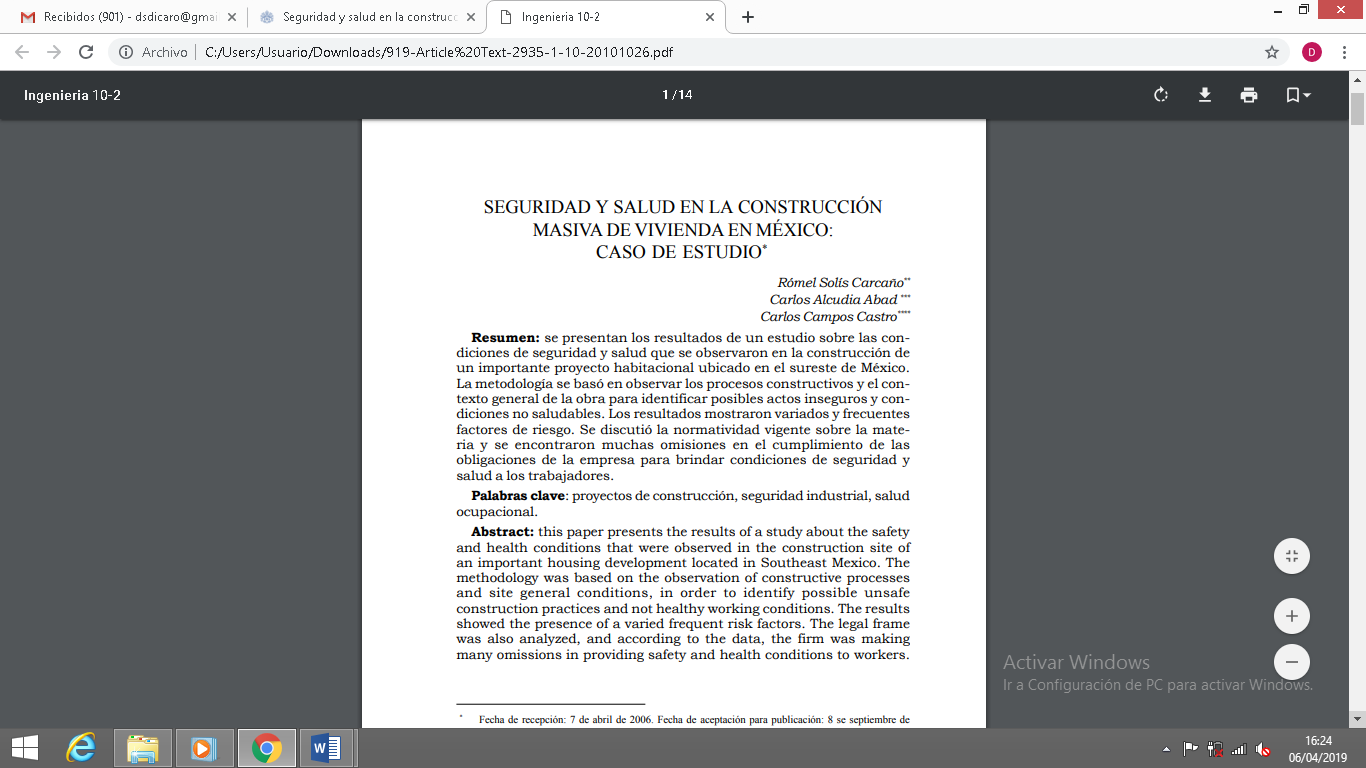 Recibidos (901) - dsdicaro@gmai
Seguridad y salud en la construcc
Ingenieria 10-2
Archivo
C:/Users/Usuario/Downloads/919-Article%20Text-2935-1-10-20101026.pdf
D
Ingenieria 10-2
1 / 14
SEGURIDAD Y SALUD EN LA CONSTRUCCIÓN
MASIVA DE VIVIENDA EN MÉXICO:
CASO DE ESTUDIO*
Rómel Solís Carcaño**
Carlos Alcudia Abad ***
Carlos Campos Castro****
Resumen: se presentan los resultados de un estudio sobre las con-
diciones de seguridad y salud que se observaron en la construcción de
un importante proyecto habitacional ubicado en el sureste de México.
La metodología se basó en observar los procesos constructivos y el con-
texto general de la obra para identificar posibles actos inseguros y con-
diciones no saludables. Los resultados mostraron variados y frecuentes
factores de riesgo. Se discutió la normatividad vigente sobre la mate-
ria y se encontraron muchas omisiones en el cumplimiento de las
obligaciones de la empresa para brindar condiciones de seguridad y
salud a los trabajadores.
Palabras clave: proyectos de construcción, seguridad industrial, salud
ocupacional.
Abstract: this paper presents the results of a study about the safety
and health conditions that were observed in the construction site of
an important housing development located in Southeast Mexico. The
methodology was based on the observation of constructive processes
and site general conditions, in order to identify possible unsafe
construction practices and not healthy working conditions. The results
showed the presence of a varied frequent risk factors. The legal frame
was also analyzed, and according to the data, the firm was making
many omissions in providing safety and health conditions to workers.
* Fecha de recepción: 7 de abril de 2006. Fecha de aceptación para publicación: 8 se septiembre de
Activar Windows
Ir a Configuración de PC para activar Windows.
16:24
06/04/2019